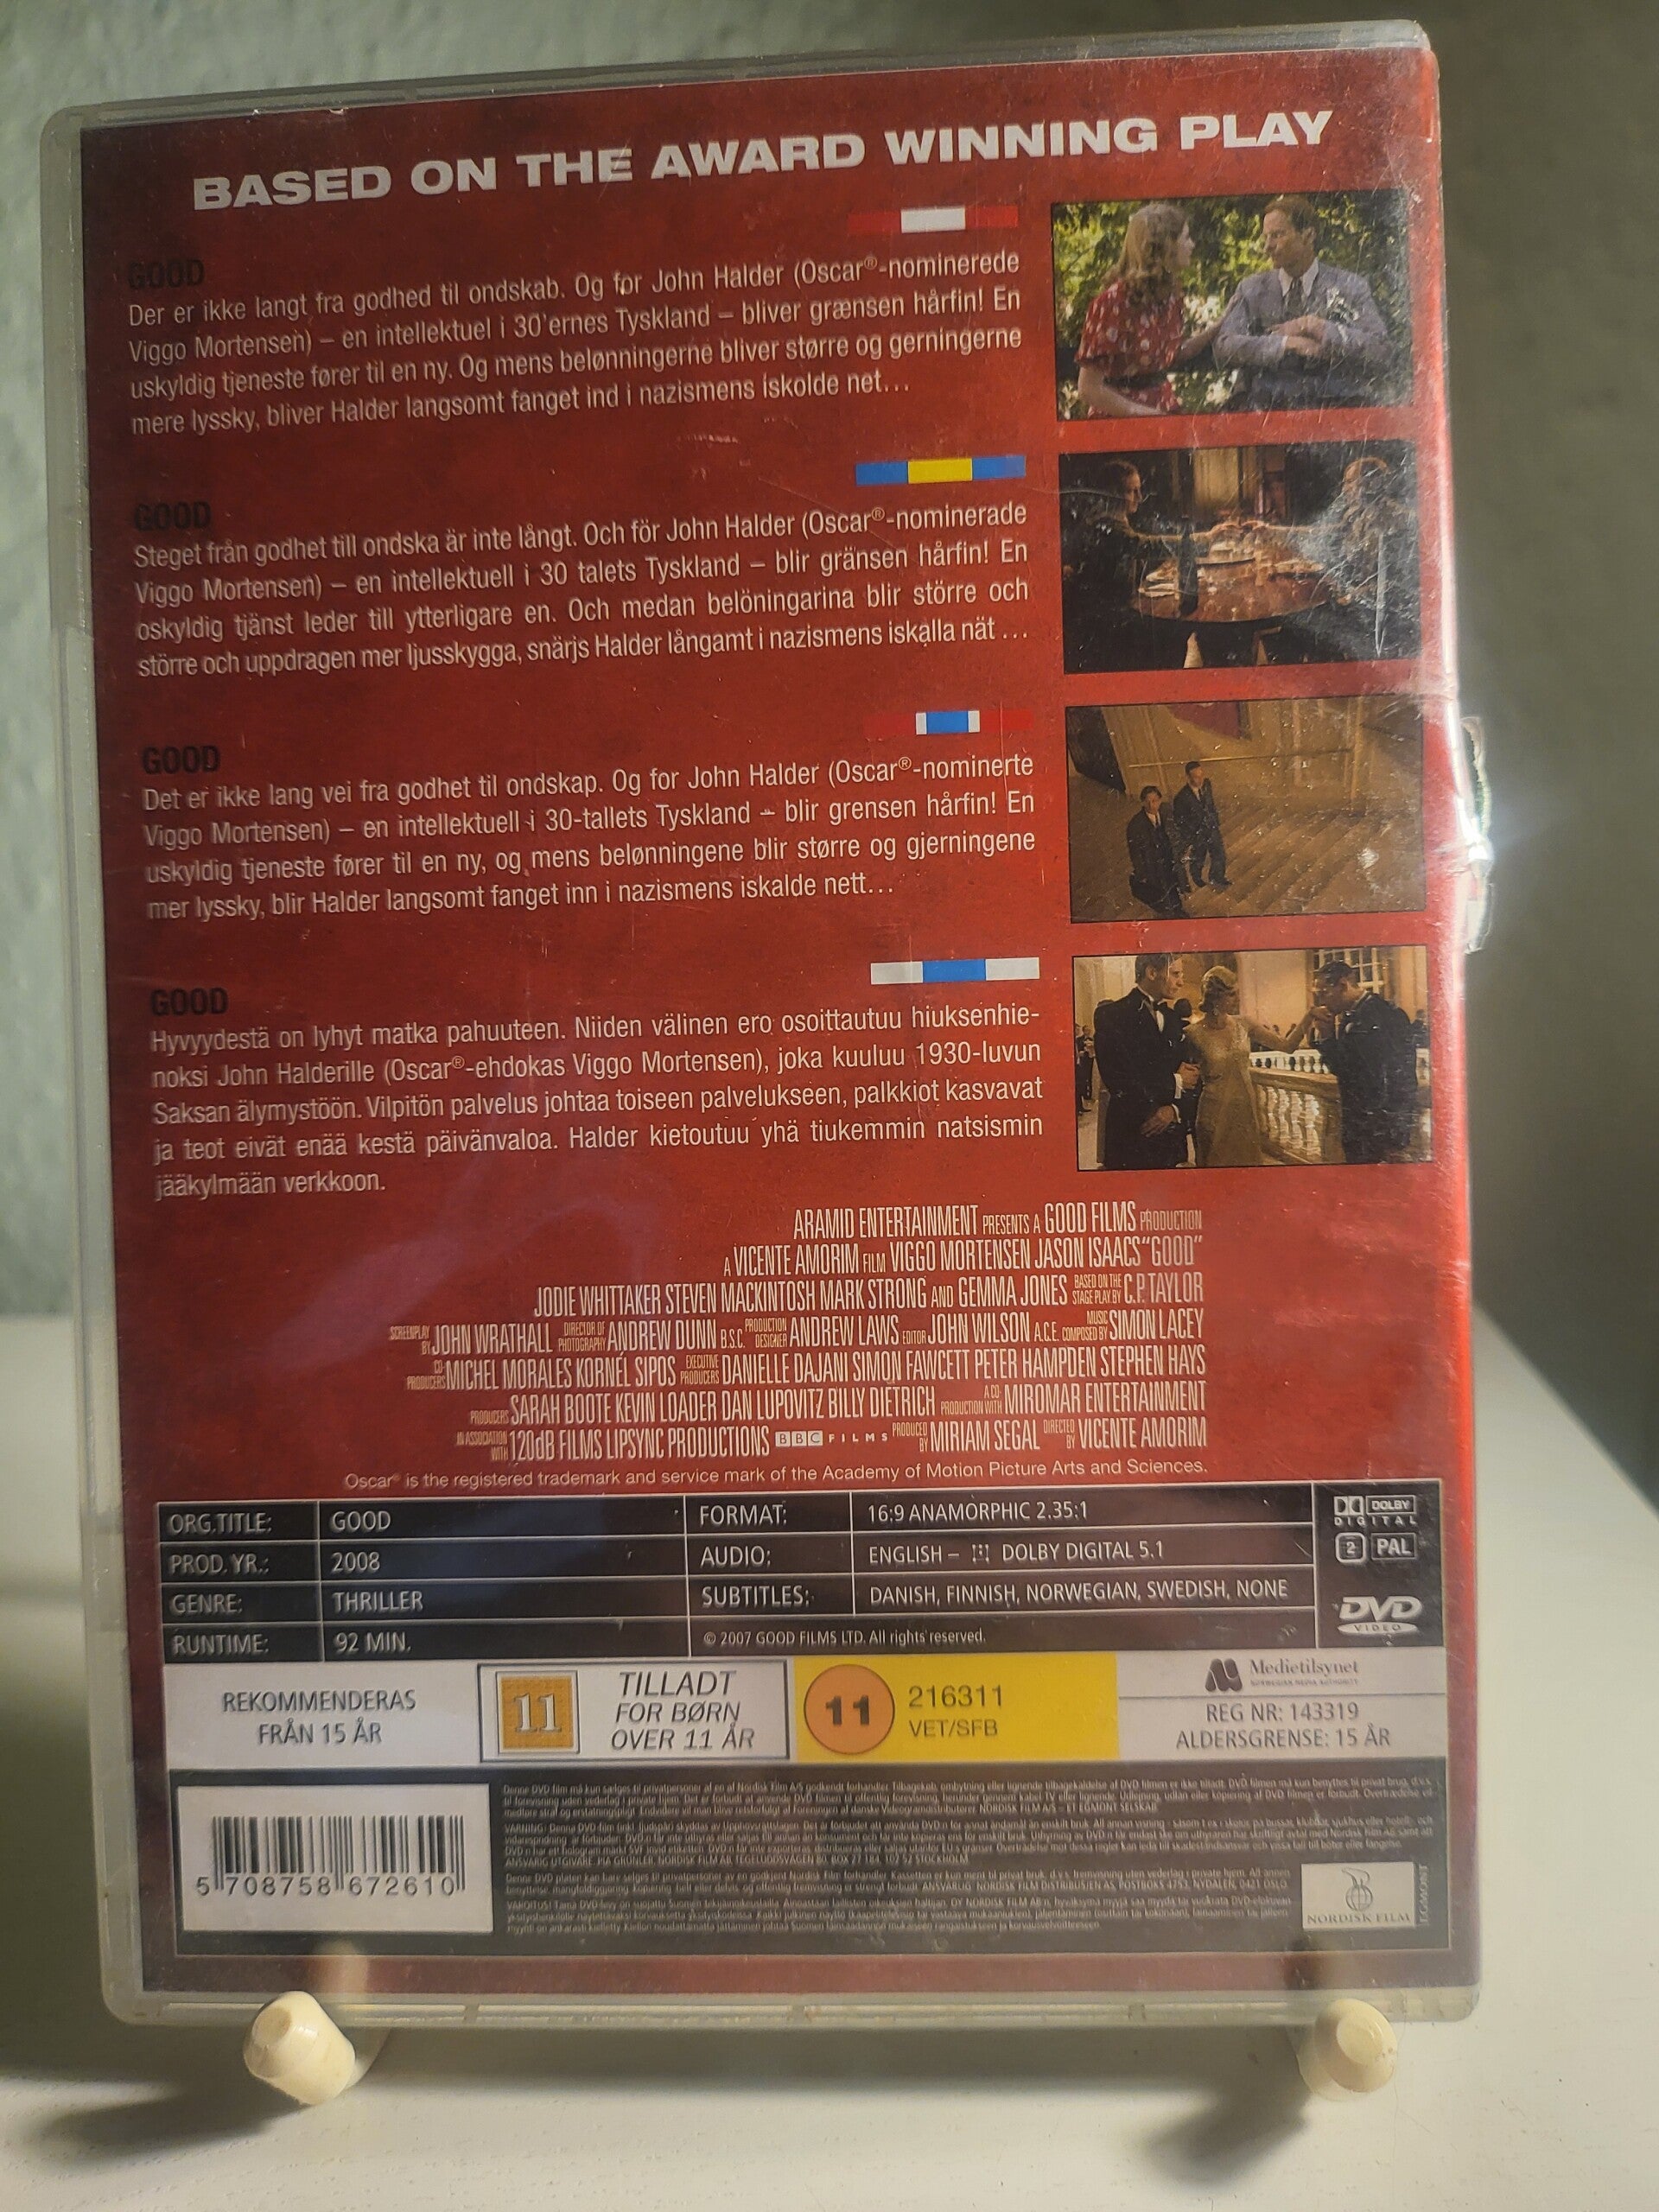 BASED ON THE AWARD WINNING PLAY
GOOD
Der er ikke langt fra godhed til ondskab. Og for John Halder (Oscar®-nominerede
Viggo Mortensen) – en intellektuel i 30'ernes Tyskland – bliver grænsen hårfin! En
uskyldig tjeneste fører til en ny. Og mens belønningerne bliver større og gerningerne
mere lyssky, bliver Halder langsomt fanget ind i nazismens iskolde net...
GOOD
Steget från godhet till ondska är inte långt. Och för John Halder (Oscar®-nominerade
Viggo Mortensen) – en intellektuell i 30 talets Tyskland – blir gränsen hårfin! En
oskyldig tjänst leder till ytterligare en. Och medan belöningarina blir större och
större och uppdragen mer ljusskygga, snärjs Halder långamt i nazismens iskalla nät ...
GOOD
Det er ikke lang vei fra godhet til ondskap. Og for John Halder (Oscar®-nominerte
Viggo Mortensen) – en intellektuell i 30-tallets Tyskland – blir grensen hårfin! En
uskyldig tjeneste fører til en ny, og mens belønningene blir større og gjerningene
mer lyssky, blir Halder langsomt fanget inn i nazismens iskalde nett...
GOOD
Hyvyydestä on lyhyt matka pahuuteen. Niiden välinen ero osoittautuu hiuksenhie-
noksi John Halderille (Oscar®-ehdokas Viggo Mortensen), joka kuuluu 1930-luvun
Saksan älymystöön. Vilpitön palvelus johtaa toiseen palvelukseen, palkkiot kasvavat
ja teot eivät enää kestä päivänvaloa. Halder kietoutuu yhä tiukemmin natsismin
jääkylmään verkkoon.
ARAMID ENTERTAINMENT PRESENTS A GOOD FILMS PRODUCTION
A VICENTE AMORIM FILM VIGGO MORTENSEN JASON ISAACS "GOOD"
JODIE WHITTAKER STEVEN MACKINTOSH MARK STRONG AND GEMMA JONES BASED ON THE STAGE PLAY BY C.P. TAYLOR
SCREENPLAY BY JOHN WRATHALL DIRECTOR OF PHOTOGRAPHY ANDREW DUNN B.S.C. PRODUCTION DESIGNER ANDREW LAWS EDITOR JOHN WILSON A.C.E. MUSIC COMPOSED BY SIMON LACEY
CO-PRODUCERS MICHEL MORALES KORNÉL SIPOS EXECUTIVE PRODUCERS DANIELLE DAJANI SIMON FAWCETT PETER HAMPDEN STEPHEN HAYS
PRODUCERS SARAH BOOTE KEVIN LOADER DAN LUPOVITZ BILLY DIETRICH A CO-PRODUCTION WITH MIROMAR ENTERTAINMENT
IN ASSOCIATION WITH 120dB FILMS LIPSYNC PRODUCTIONS BBC FILMS PRODUCED BY MIRIAM SEGAL DIRECTED BY VICENTE AMORIM
Oscar® is the registered trademark and service mark of the Academy of Motion Picture Arts and Sciences.
ORG.TITLE: GOOD FORMAT: 16:9 ANAMORPHIC 2.35:1
PROD. YR.: 2008 AUDIO: ENGLISH – DOLBY DIGITAL 5.1
GENRE: THRILLER SUBTITLES: DANISH, FINNISH, NORWEGIAN, SWEDISH, NONE
RUNTIME: 92 MIN. © 2007 GOOD FILMS LTD. All rights reserved.
DOLBY
DIGITAL
2 PAL
DVD
VIDEO
REKOMMENDERAS
FRÅN 15 ÅR
11
TILLADT
FOR BØRN
OVER 11 ÅR
11
216311
VET/SFB
Medietilsynet
NORWEGIAN MEDIA AUTHORITY
REG NR: 143319
ALDERSGRENSE: 15 ÅR
5 708758 672610
NORDISK FILM
EGMONT